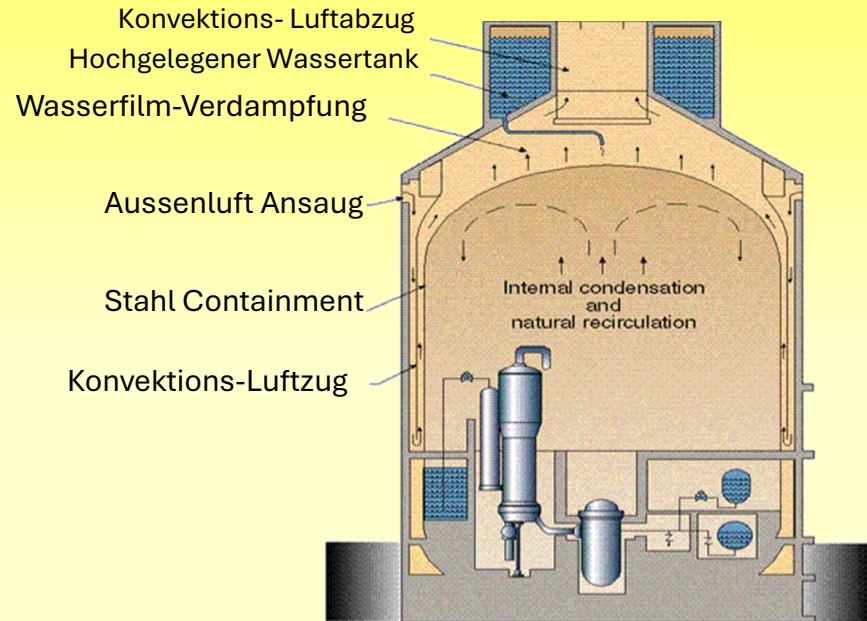 Konvektions- Luftabzug
Hochgelegener Wassertank
Wasserfilm-Verdampfung
Aussenluft Ansaug
Stahl Containment
Konvektions-Luftzug
Internal condensation
and
natural recirculation